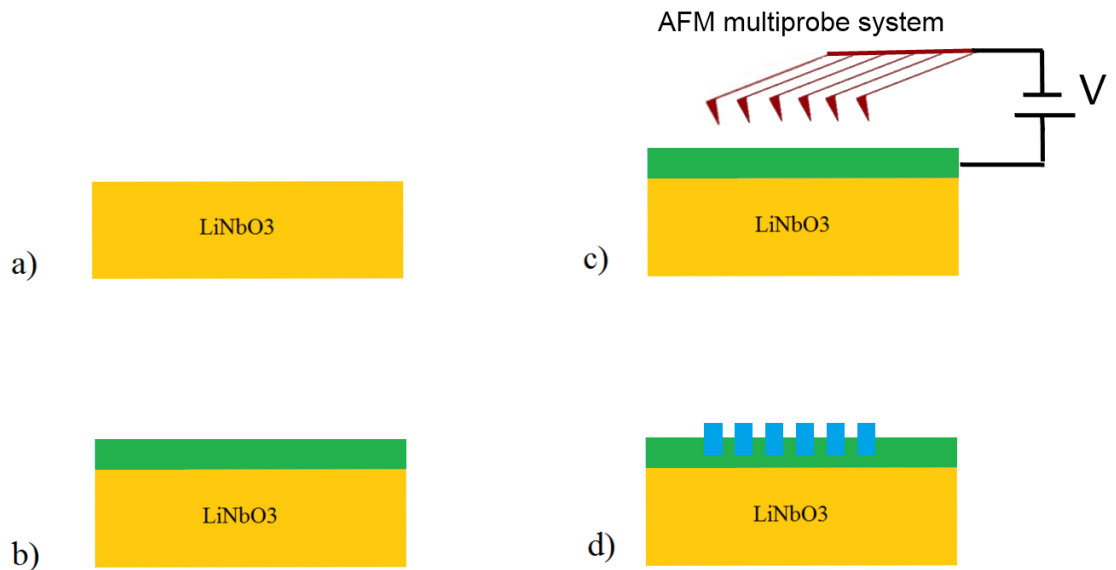 AFM multiprobe system
V
LiNbO3
a)
LiNbO3
c)
LiNbO3
b)
LiNbO3
d)